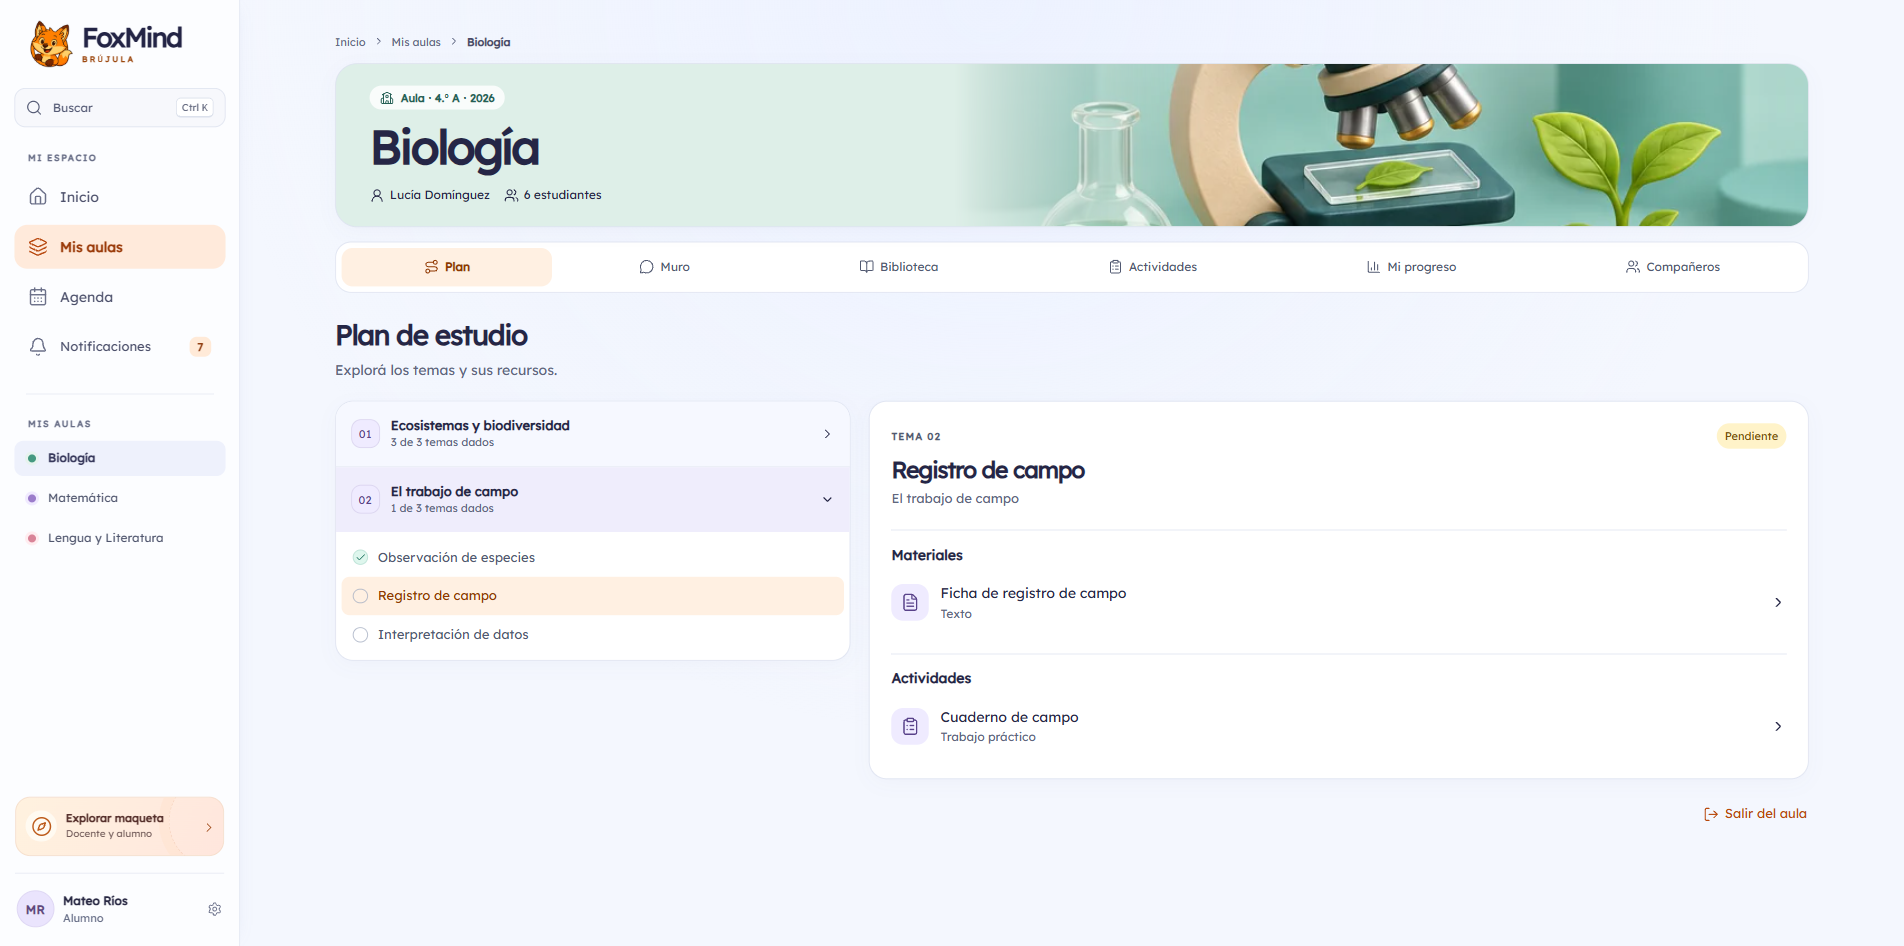 FoxMind
BRÚJULA
Buscar
Ctrl K
MI ESPACIO
Inicio
Mis aulas
Agenda
Notificaciones
7
MIS AULAS
Biología
Matemática
Lengua y Literatura
Explorar maqueta
Docente y alumno
MR
Mateo Ríos
Alumno
Inicio > Mis aulas > Biología
Aula · 4.º A · 2026
Biología
Lucía Domínguez 6 estudiantes
Plan
Muro
Biblioteca
Actividades
Mi progreso
Compañeros
Plan de estudio
Explorá los temas y sus recursos.
01
Ecosistemas y biodiversidad
3 de 3 temas dados
02
El trabajo de campo
1 de 3 temas dados
Observación de especies
Registro de campo
Interpretación de datos
TEMA 02
Pendiente
Registro de campo
El trabajo de campo
Materiales
Ficha de registro de campo
Texto
Actividades
Cuaderno de campo
Trabajo práctico
Salir del aula